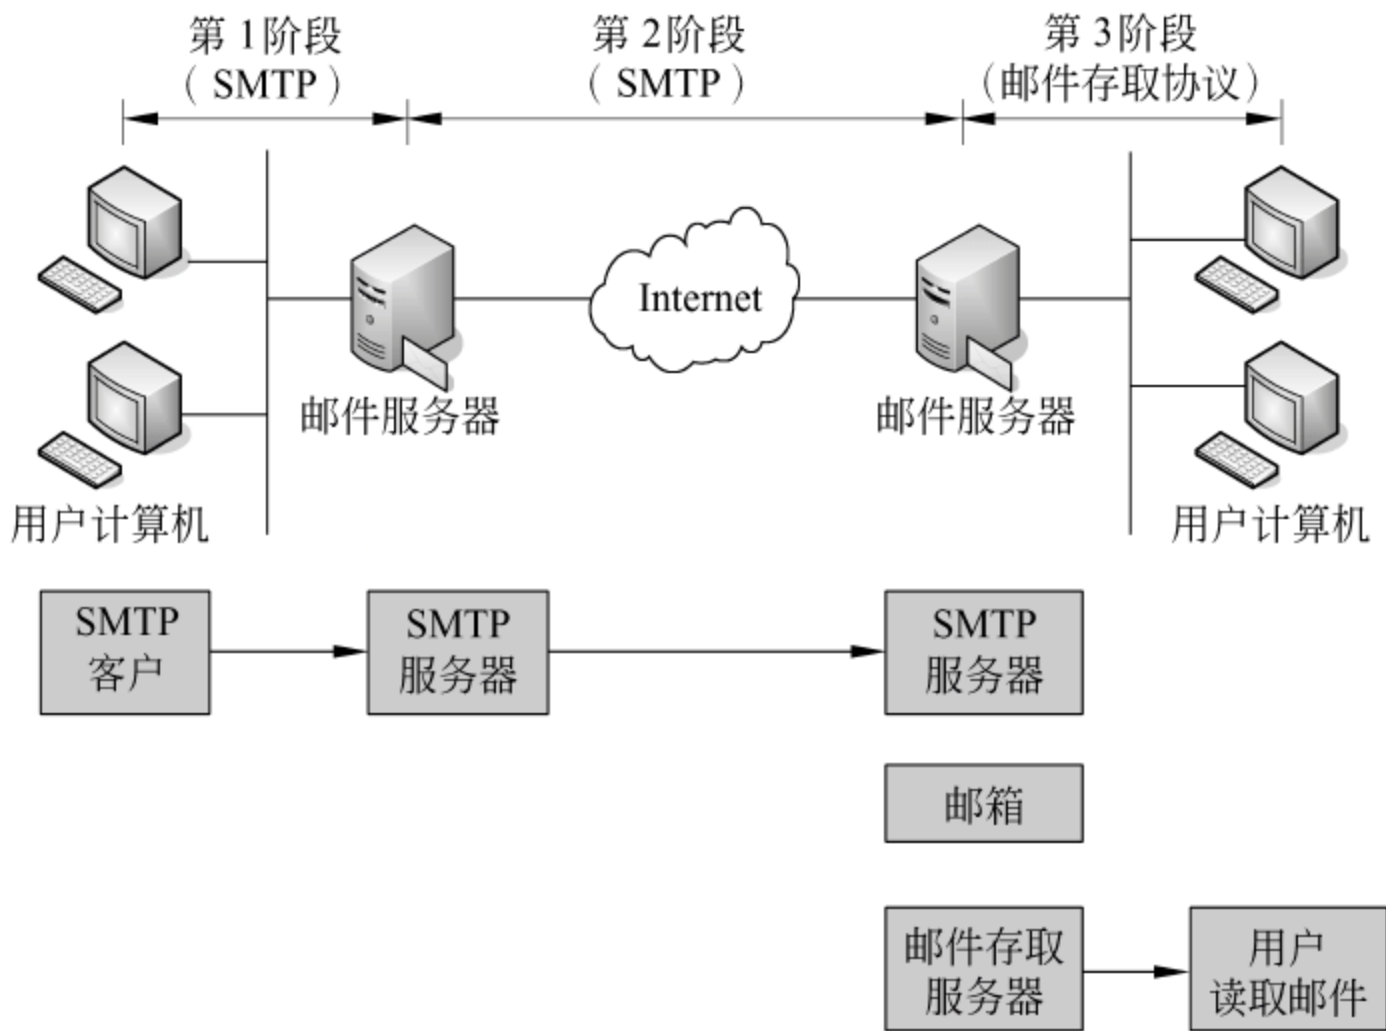 第 1阶段
（ SMTP）
第 2阶段
（ SMTP）
第 3阶段
（邮件存取协议）
Internet
邮件服务器
邮件服务器
用户计算机
用户计算机
SMTP
客户
SMTP
服务器
SMTP
服务器
邮箱
邮件存取
服务器
用户
读取邮件